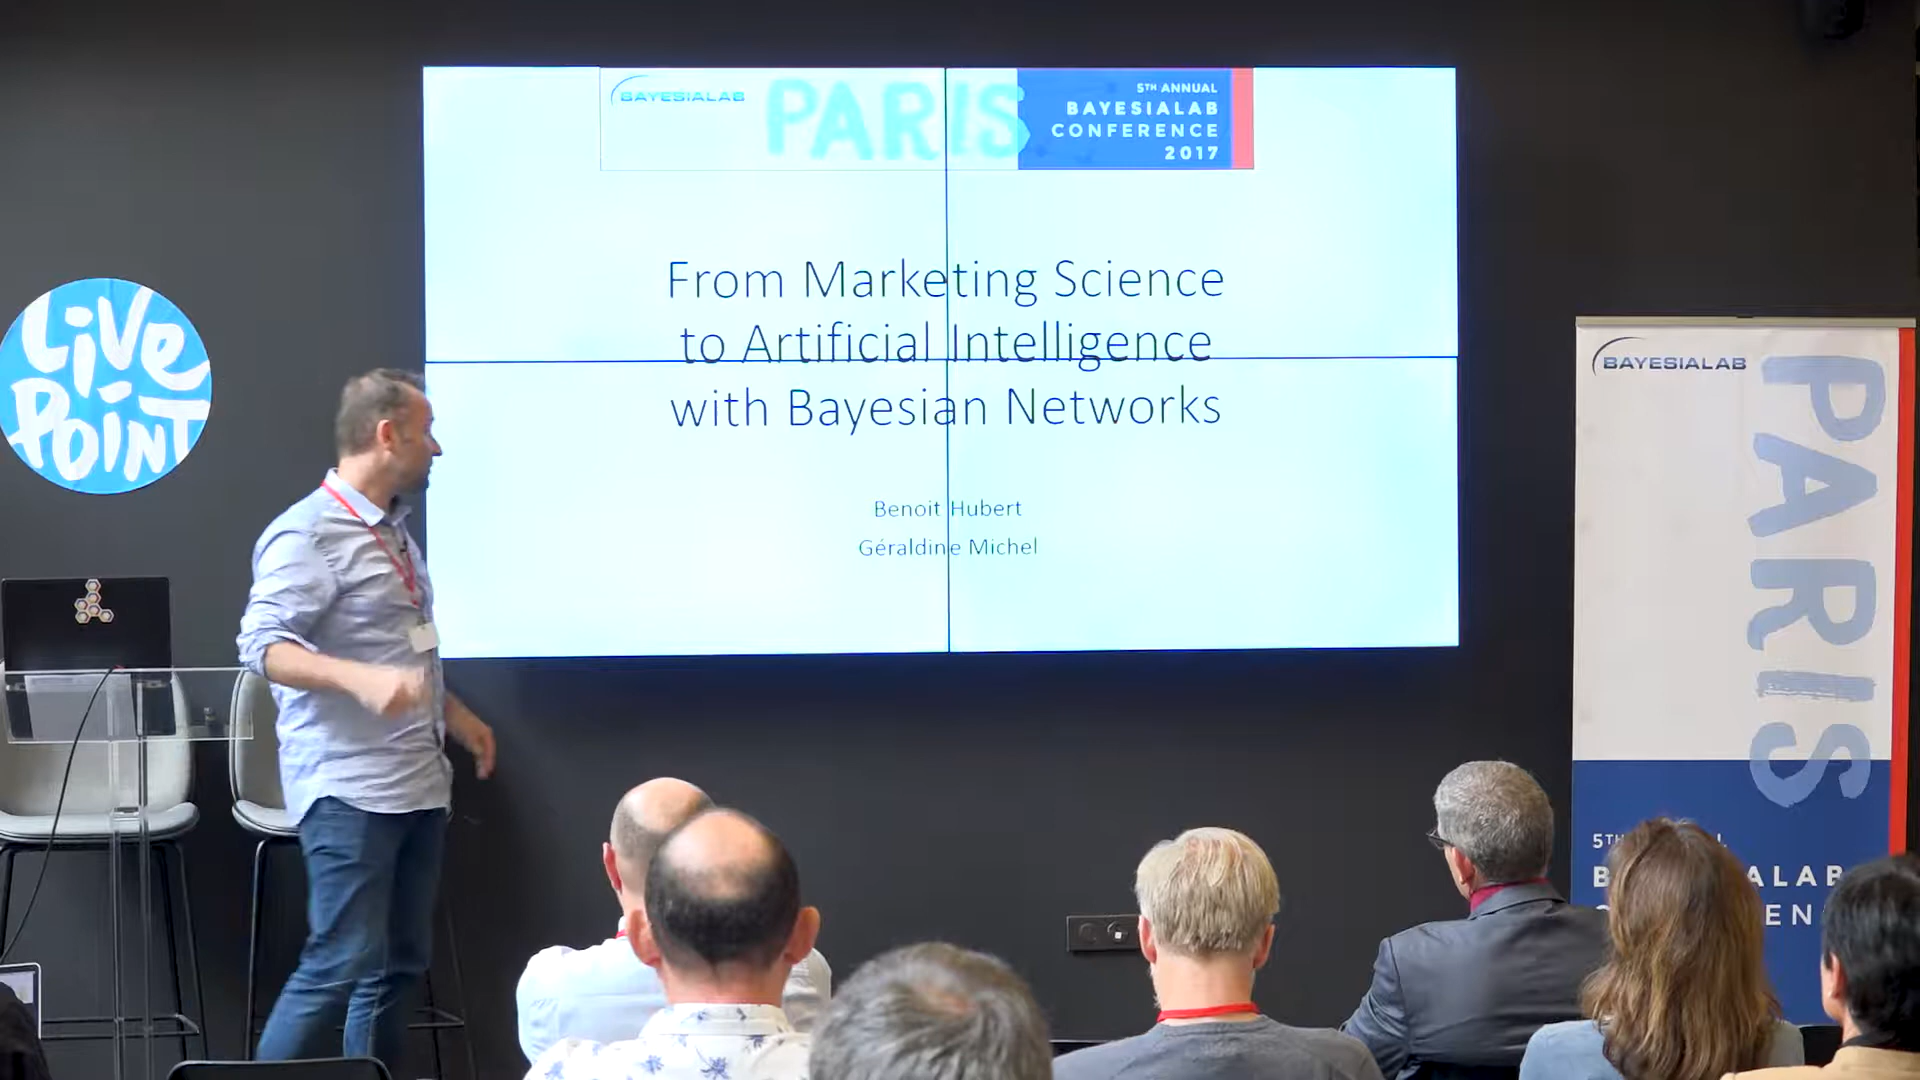 BAYESIALAB
PARIS
5TH ANNUAL
BAYESIALAB
CONFERENCE
2017
From Marketing Science
to Artificial Intelligence
with Bayesian Networks
Benoit Hubert
Géraldine Michel
LiVe
POiNT
BAYESIALAB
PARIS